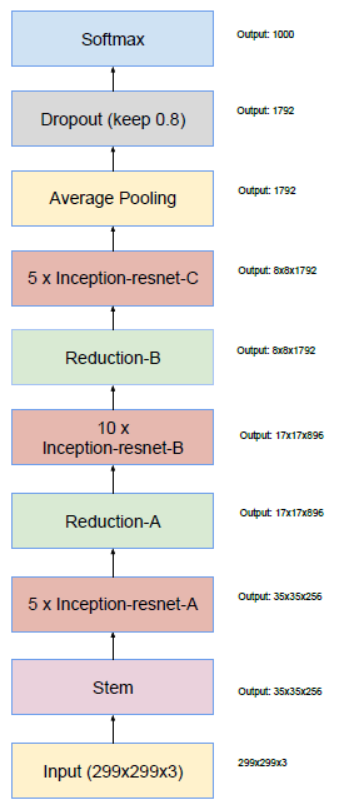 Softmax
Output: 1000
Dropout (keep 0.8)
Output: 1792
Average Pooling
Output: 1792
5 x Inception-resnet-C
Output: 8x8x1792
Reduction-B
Output: 8x8x1792
10 x
Inception-resnet-B
Output: 17x17x896
Reduction-A
Output: 17x17x896
5 x Inception-resnet-A
Output: 35x35x256
Stem
Output: 35x35x256
Input (299x299x3)
299x299x3